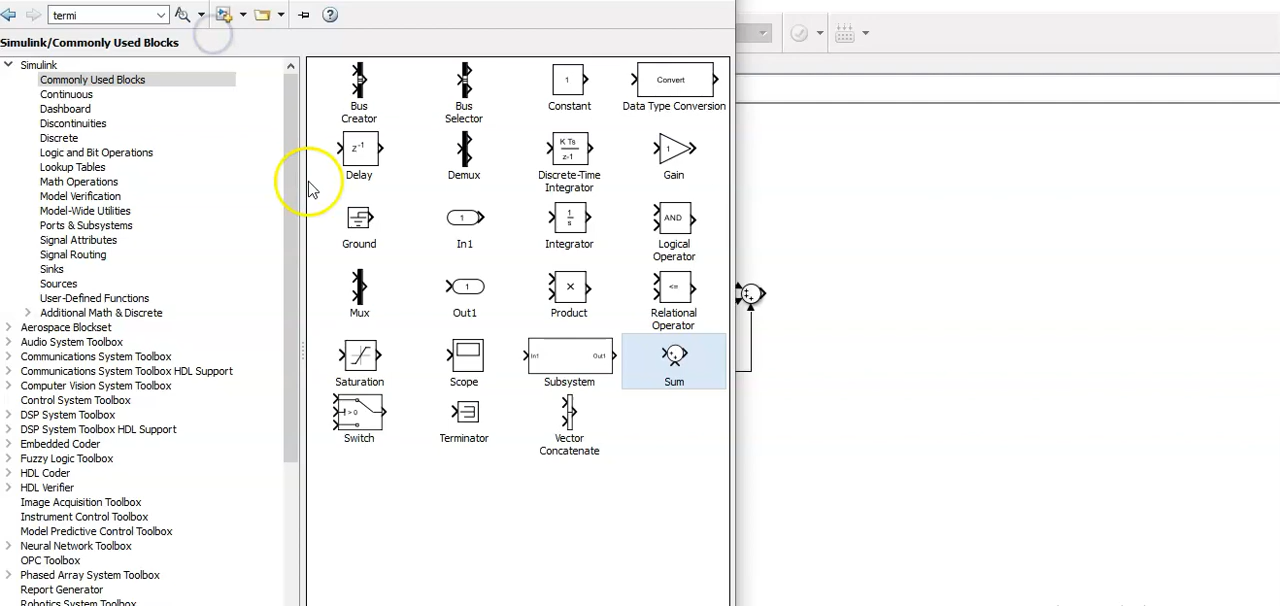 termi
Simulink/Commonly Used Blocks
Simulink
Commonly Used Blocks
Continuous
Dashboard
Discontinuities
Discrete
Logic and Bit Operations
Lookup Tables
Math Operations
Model Verification
Model-Wide Utilities
Ports & Subsystems
Signal Attributes
Signal Routing
Sinks
Sources
User-Defined Functions
Additional Math & Discrete
Aerospace Blockset
Audio System Toolbox
Communications System Toolbox
Communications System Toolbox HDL Support
Computer Vision System Toolbox
Control System Toolbox
DSP System Toolbox
DSP System Toolbox HDL Support
Embedded Coder
Fuzzy Logic Toolbox
HDL Coder
HDL Verifier
Image Acquisition Toolbox
Instrument Control Toolbox
Model Predictive Control Toolbox
Neural Network Toolbox
OPC Toolbox
Phased Array System Toolbox
Report Generator
Robotics System Toolbox
Bus
Creator
Bus
Selector
1
Constant
Convert
Data Type Conversion
z-1
Delay
Demux
K Ts
z-1
Discrete-Time
Integrator
1
Gain
Ground
1
In1
1
s
Integrator
AND
Logical
Operator
Mux
1
Out1
×
Product
<=
Relational
Operator
Saturation
Scope
In1 Out1
Subsystem
Sum
> 0
Switch
Terminator
Vector
Concatenate